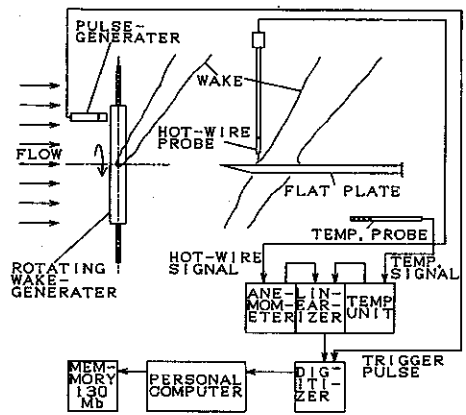 PULSE-
GENERATER
WAKE
HOT-WIRE
PROBE
FLOW
FLAT PLATE
TEMP. PROBE
HOT-WIRE
SIGNAL
TEMP.
SIGNAL
ROTATING
WAKE-
GENERATER
ANE-
MOM-
ETER
LIN-
EAR-
IZER
TEMP
UNIT
TRIGGER
PULSE
MEM-
MORY
130
Mb
PERSONAL
COMPUTER
DIG-
ITI-
ZER